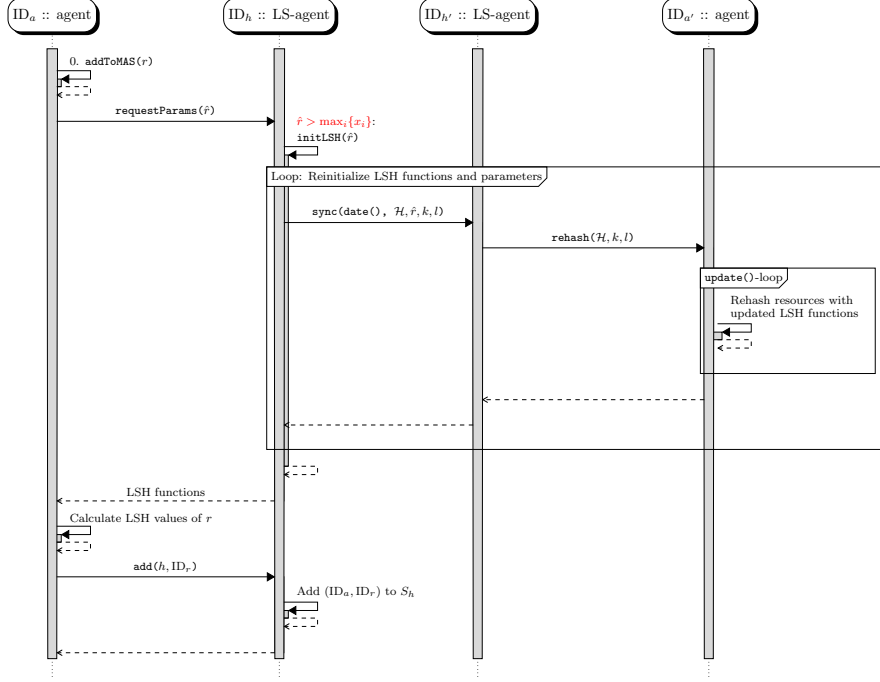 ID_a :: agent
ID_h :: LS-agent
ID_{h'} :: LS-agent
ID_{a'} :: agent
0. addToMAS(r)
requestParams(r̂)
r̂ > max_i{x_i}:
initLSH(r̂)
Loop: Reinitialize LSH functions and parameters
sync(date(), ℋ, r̂, k, l)
rehash(ℋ, k, l)
update()-loop
Rehash resources with
updated LSH functions
LSH functions
Calculate LSH values of r
add(h, ID_r)
Add (ID_a, ID_r) to S_h